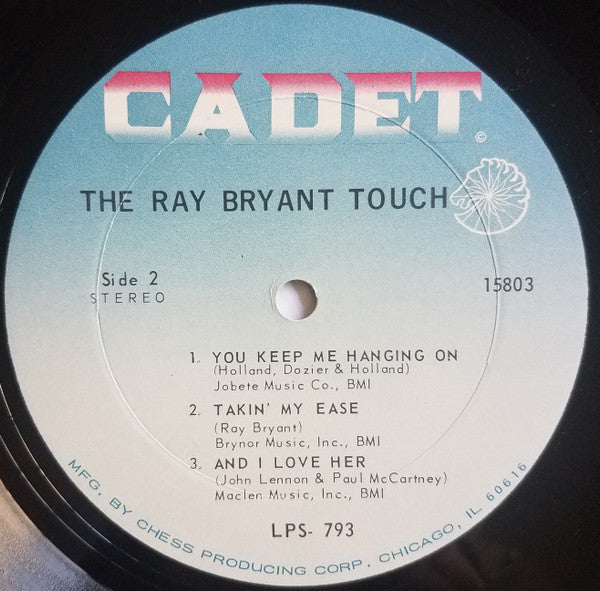 CADET
©
THE RAY BRYANT TOUCH
Side 2
STEREO
15803
1. YOU KEEP ME HANGING ON
(Holland, Dozier & Holland)
Jobete Music Co., BMI
2. TAKIN' MY EASE
(Ray Bryant)
Brynor Music, Inc., BMI
3. AND I LOVE HER
(John Lennon & Paul McCartney)
Maclen Music, Inc., BMI
LPS- 793
MFG. BY CHESS PRODUCING CORP. CHICAGO, IL 60616